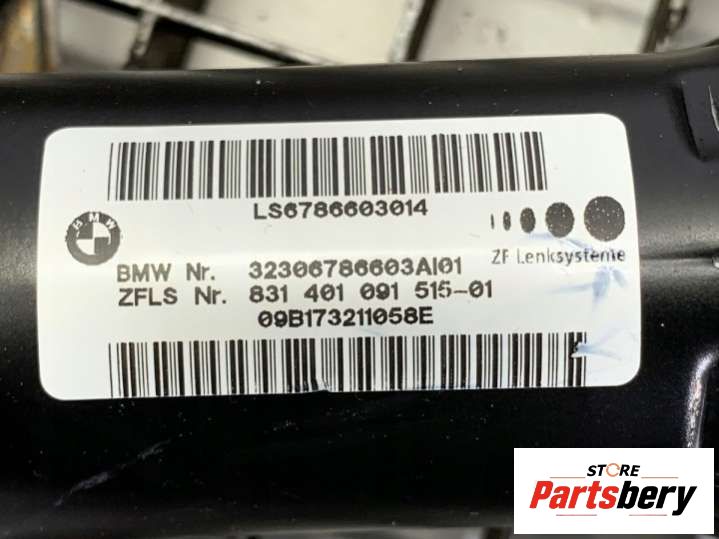 LS6786603014
BMW
BMW Nr. 32306786603AI01
ZF Lenksysteme
ZFLS Nr. 831 401 091 515-01
09B173211058E
STORE
Partsbery